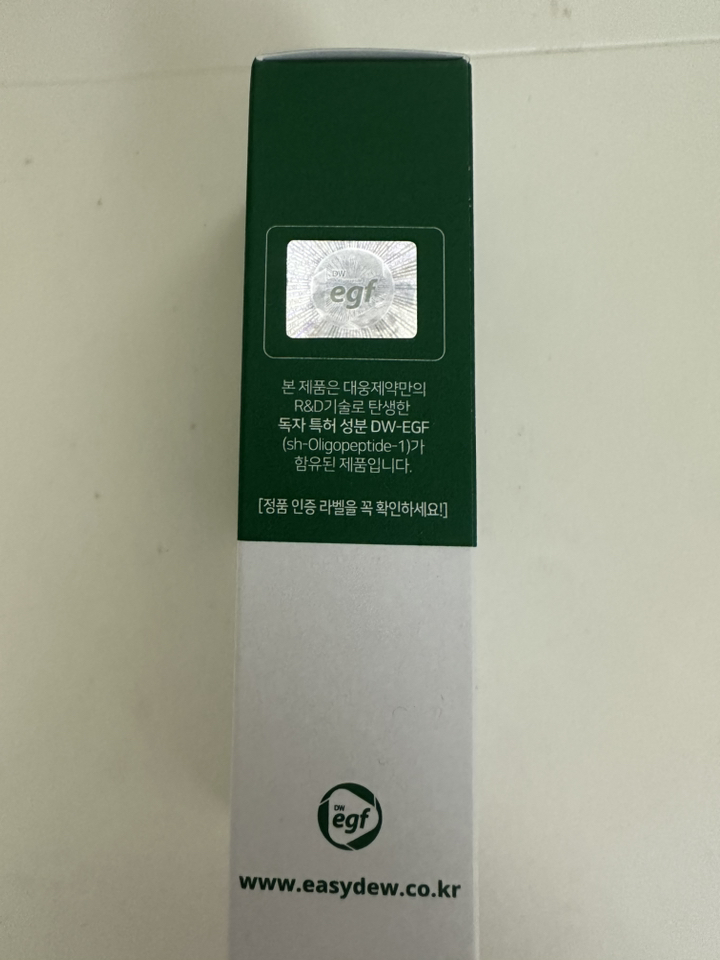 DW
egf
본 제품은 대웅제약만의
R&D기술로 탄생한
독자 특허 성분 DW-EGF
(sh-Oligopeptide-1)가
함유된 제품입니다.
[정품 인증 라벨을 꼭 확인하세요!]
DW
egf
www.easydew.co.kr